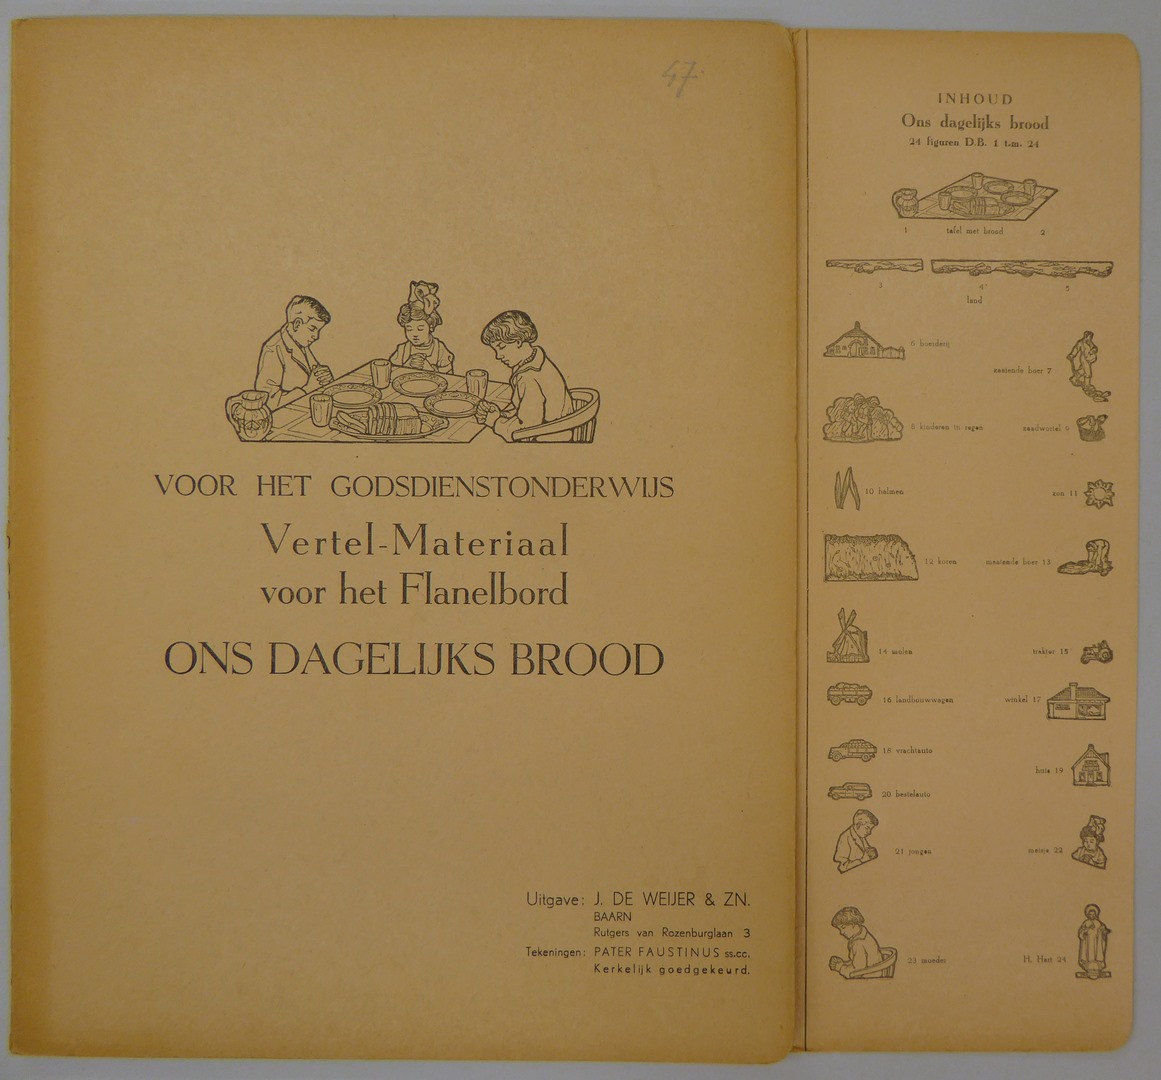 47
VOOR HET GODSDIENSTONDERWIJS
Vertel-Materiaal
voor het Flanelbord
ONS DAGELIJKS BROOD
Uitgave: J. DE WEIJER & ZN.
BAARN
Rutgers van Rozenburglaan 3
Tekeningen: PATER FAUSTINUS ss.cc.
Kerkelijk goedgekeurd.
INHOUD
Ons dagelijks brood
24 figuren D.B. 1 t.m. 24
1 tafel met brood 2
3 4 5
land
6 boerderij
zaaiende boer 7
8 kinderen in regen
zaadwortel 9
10 halmen
zon 11
12 koren
maaiende boer 13
14 molen
traktor 15
16 landbouwwagen
winkel 17
18 vrachtauto
huis 19
20 bestelauto
21 jongen
meisje 22
23 moeder
H. Hart 24